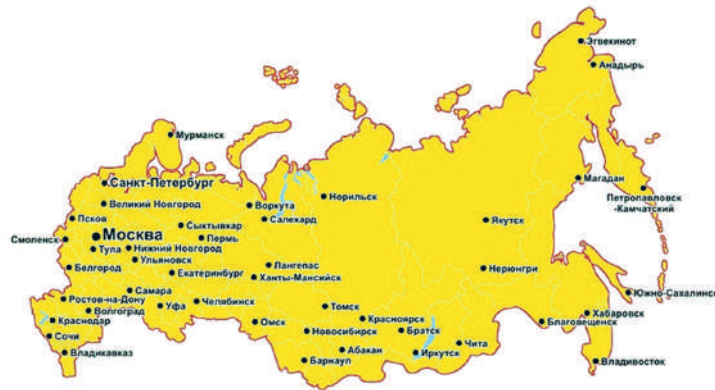 Эгвекинот
Анадырь
Мурманск
Магадан
Санкт-Петербург
Петропавловск
-Камчатский
Норильск
Великий Новгород
Воркута
Псков
Салехард
Якутск
Сыктывкар
Москва
Пермь
Смоленск
Тула
Нижний Новгород
Ульяновск
Лангепас
Белгород
Екатеринбург
Нерюнгри
Ханты-Мансийск
Самара
Южно-Сахалинск
Ростов-на-Дону
Челябинск
Уфа
Томск
Волгоград
Хабаровск
Краснодар
Красноярск
Омск
Благовещенск
Новосибирск
Братск
Сочи
Чита
Абакан
Иркутск
Владикавказ
Барнаул
Владивосток